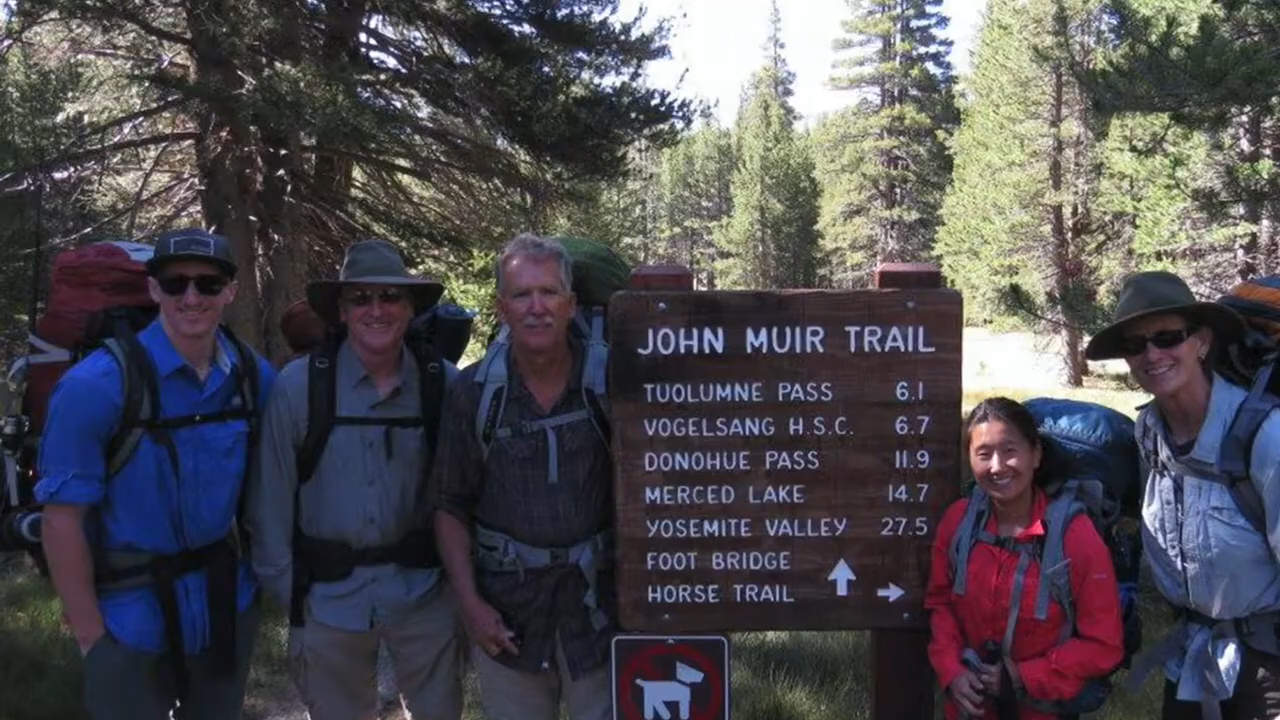 JOHN MUIR TRAIL
TUOLUMNE PASS 6.1
VOGELSANG H.S.C. 6.7
DONOHUE PASS 11.9
MERCED LAKE 14.7
YOSEMITE VALLEY 27.5
FOOT BRIDGE
HORSE TRAIL